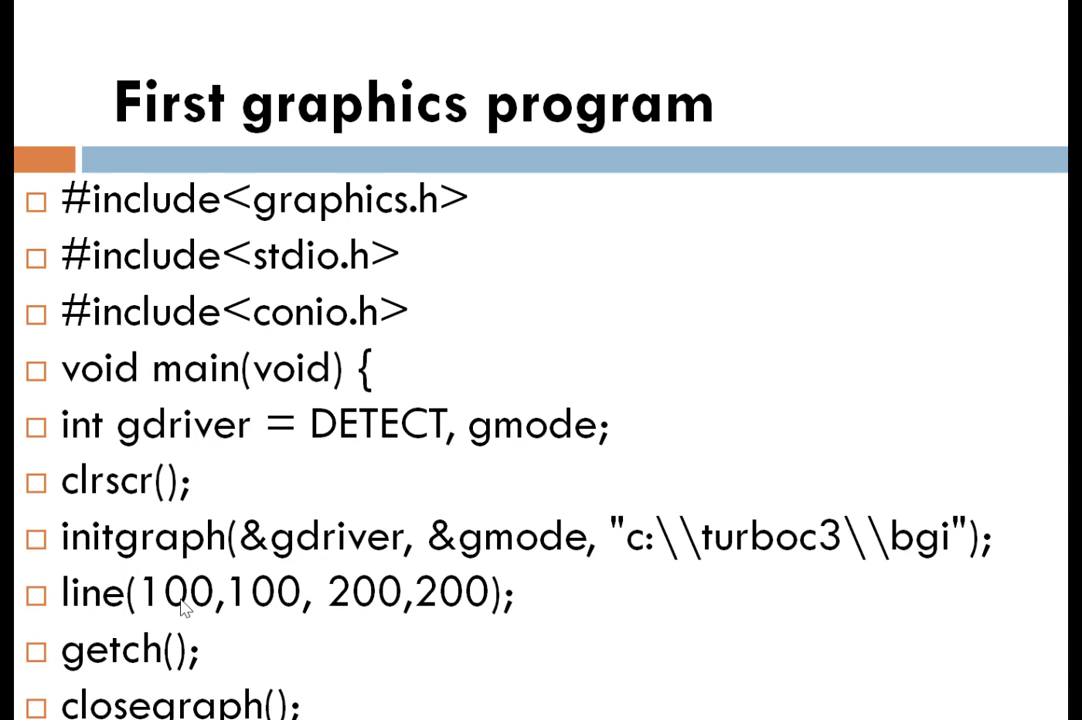 First graphics program
#include<graphics.h>
#include<stdio.h>
#include<conio.h>
void main(void) {
int gdriver = DETECT, gmode;
clrscr();
initgraph(&gdriver, &gmode, "c:\\turboc3\\bgi");
line(100,100, 200,200);
getch();
closegraph();